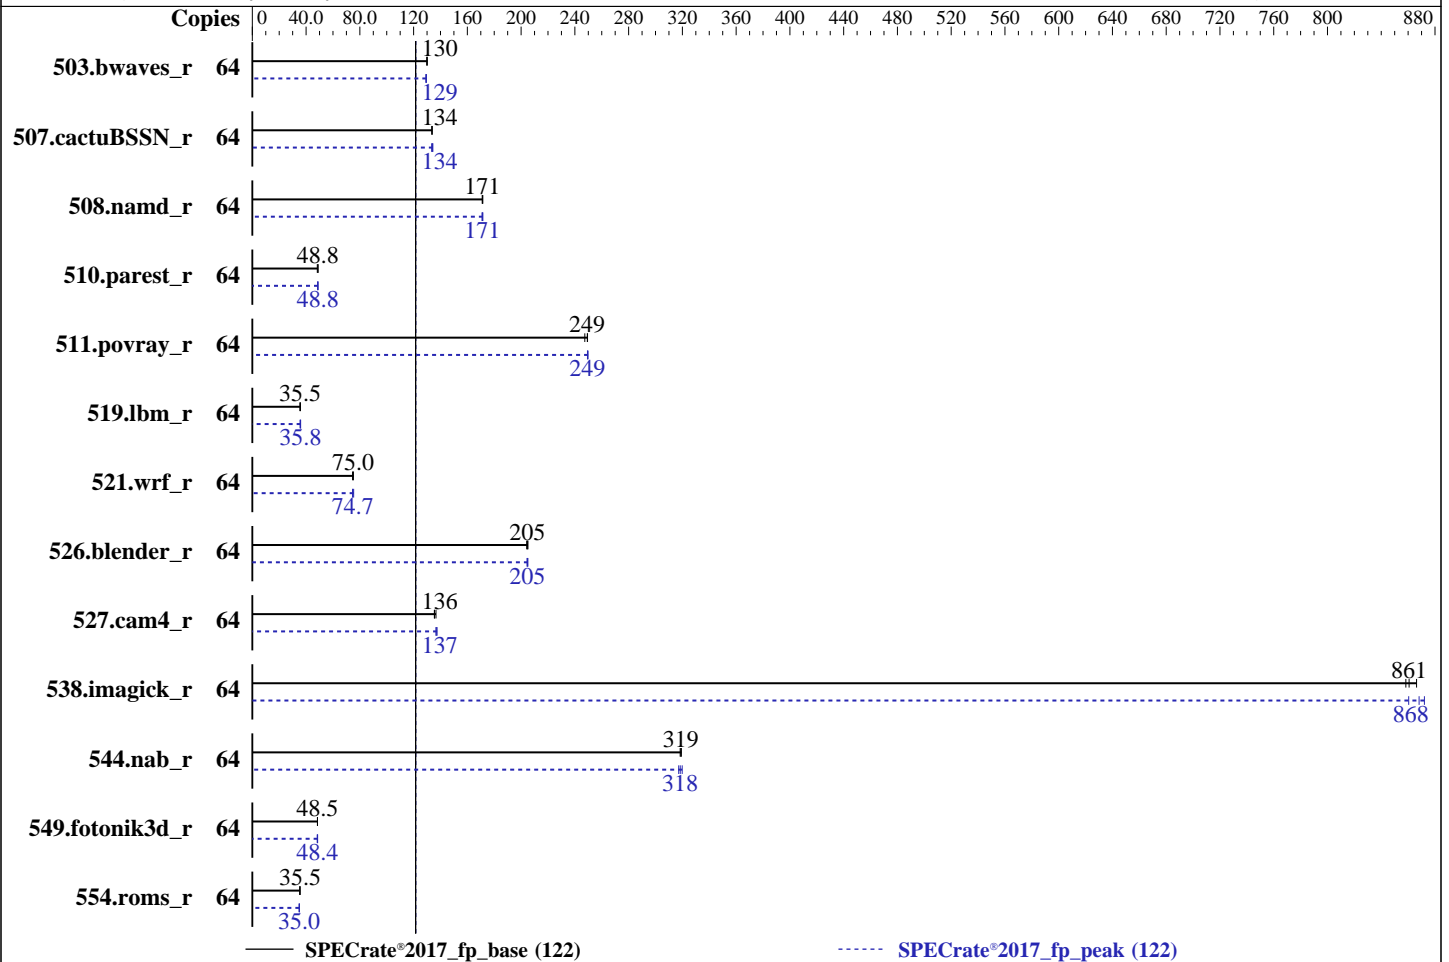 Copies 0 40.0 80.0 120 160 200 240 280 320 360 400 440 480 520 560 600 640 680 720 760 800 880
130
503.bwaves_r 64
129
134
507.cactuBSSN_r 64
134
171
508.namd_r 64
171
48.8
510.parest_r 64
48.8
249
511.povray_r 64
249
35.5
519.lbm_r 64
35.8
75.0
521.wrf_r 64
74.7
205
526.blender_r 64
205
136
527.cam4_r 64
137
861
538.imagick_r 64
868
319
544.nab_r 64
318
48.5
549.fotonik3d_r 64
48.4
35.5
554.roms_r 64
35.0
SPECrate®2017_fp_base (122) SPECrate®2017_fp_peak (122)